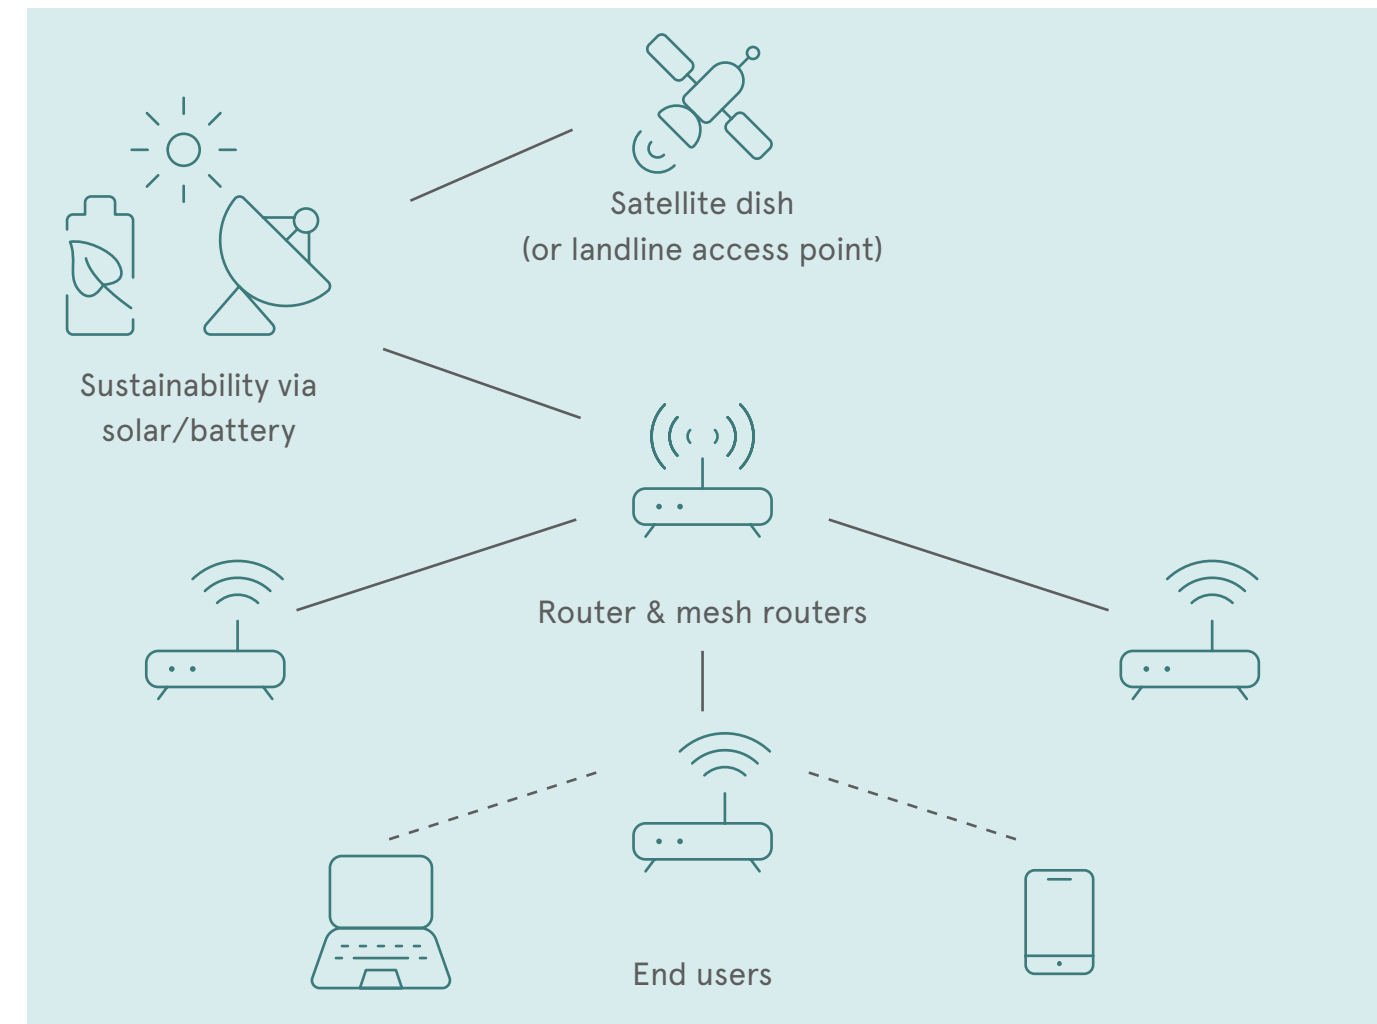 Satellite dish
(or landline access point)
Sustainability via
solar/battery
Router & mesh routers
End users